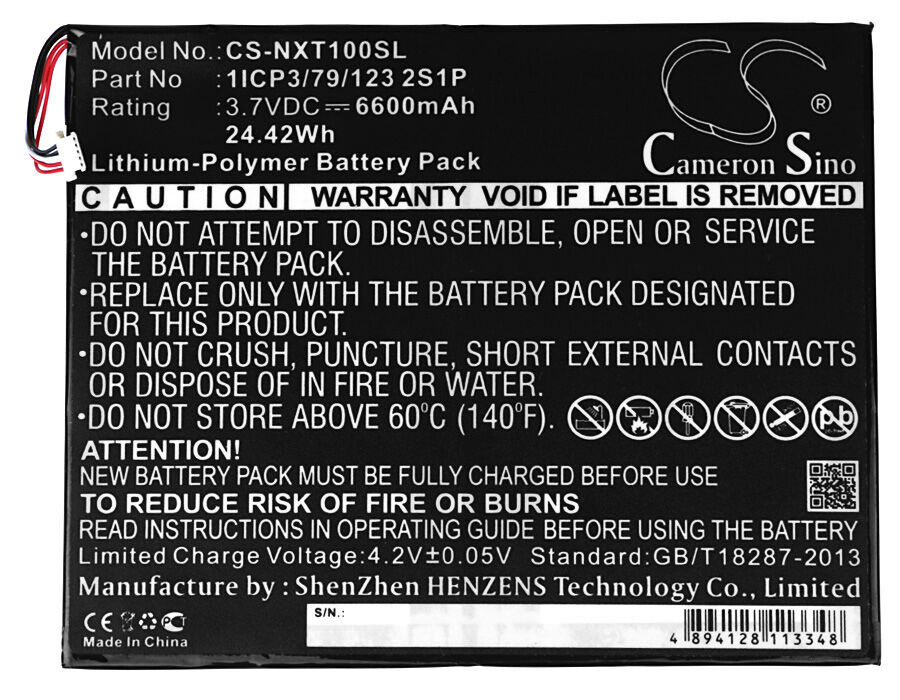 Model No.: CS-NXT100SL
Part No : 1ICP3/79/123 2S1P
Rating : 3.7VDC⎓6600mAh
24.42Wh
Lithium-Polymer Battery Pack
CS
®
Cameron Sino
CAUTION WARRANTY VOID IF LABEL IS REMOVED
•DO NOT ATTEMPT TO DISASSEMBLE, OPEN OR SERVICE
THE BATTERY PACK.
•REPLACE ONLY WITH THE BATTERY PACK DESIGNATED
FOR THIS PRODUCT.
•DO NOT CRUSH, PUNCTURE, SHORT EXTERNAL CONTACTS
OR DISPOSE OF IN FIRE OR WATER.
•DO NOT STORE ABOVE 60°C (140°F).
Pb
ATTENTION!
NEW BATTERY PACK MUST BE FULLY CHARGED BEFORE USE
TO REDUCE RISK OF FIRE OR BURNS
READ INSTRUCTIONS IN OPERATING GUIDE BEFORE USING THE BATTERY
Limited Charge Voltage:4.2V±0.05V Standard:GB/T18287-2013
Manufacture by : ShenZhen HENZENS Technology Co., Limited
CE
Made In China
S/N.:
4 894128 113348